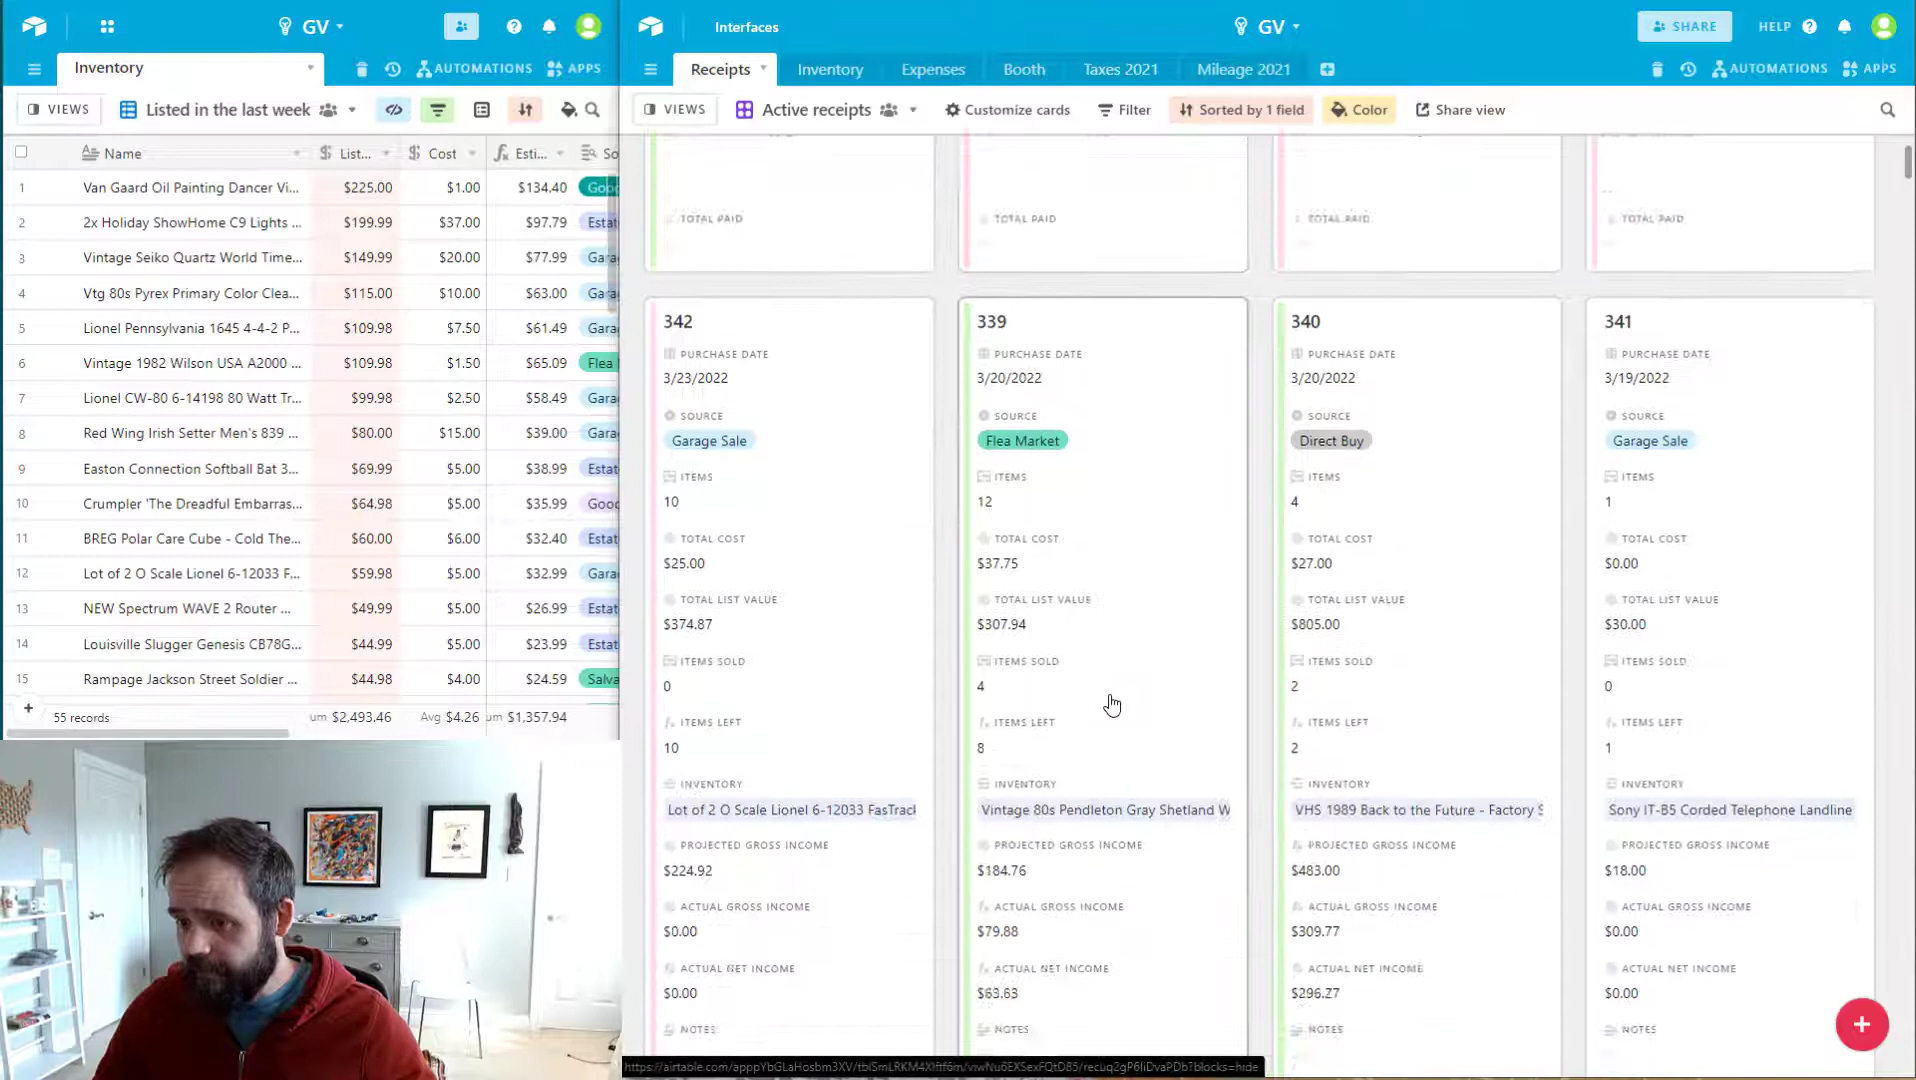 GV
Inventory
AUTOMATIONS
APPS
VIEWS
Listed in the last week
Name List... Cost Esti... So
1 Van Gaard Oil Painting Dancer Vi... $225.00 $1.00 $134.40 Goo
2 2x Holiday ShowHome C9 Lights ... $199.99 $37.00 $97.79 Estat
3 Vintage Seiko Quartz World Time... $149.99 $20.00 $77.99 Gara
4 Vtg 80s Pyrex Primary Color Clea... $115.00 $10.00 $63.00 Gara
5 Lionel Pennsylvania 1645 4-4-2 P... $109.98 $7.50 $61.49 Gara
6 Vintage 1982 Wilson USA A2000 ... $109.98 $1.50 $65.09 Flea
7 Lionel CW-80 6-14198 80 Watt Tr... $99.98 $2.50 $58.49 Gara
8 Red Wing Irish Setter Men's 839 ... $80.00 $15.00 $39.00 Gara
9 Easton Connection Softball Bat 3... $69.99 $5.00 $38.99 Estat
10 Crumpler 'The Dreadful Embarras... $64.98 $5.00 $35.99 Gooc
11 BREG Polar Care Cube - Cold The... $60.00 $6.00 $32.40 Estat
12 Lot of 2 O Scale Lionel 6-12033 F... $59.98 $5.00 $32.99 Gara
13 NEW Spectrum WAVE 2 Router ... $49.99 $5.00 $26.99 Estat
14 Louisville Slugger Genesis CB78G... $44.99 $5.00 $23.99 Estat
15 Rampage Jackson Street Soldier ... $44.98 $4.00 $24.59 Salva
+ 55 records um $2,493.46 Avg $4.26 um $1,357.94
Interfaces
GV
SHARE
HELP
Receipts Inventory Expenses Booth Taxes 2021 Mileage 2021
AUTOMATIONS
APPS
VIEWS
Active receipts
Customize cards
Filter
Sorted by 1 field
Color
Share view
TOTAL PAID TOTAL PAID TOTAL PAID TOTAL PAID
342 339 340 341
PURCHASE DATE PURCHASE DATE PURCHASE DATE PURCHASE DATE
3/23/2022 3/20/2022 3/20/2022 3/19/2022
SOURCE SOURCE SOURCE SOURCE
Garage Sale Flea Market Direct Buy Garage Sale
ITEMS ITEMS ITEMS ITEMS
10 12 4 1
TOTAL COST TOTAL COST TOTAL COST TOTAL COST
$25.00 $37.75 $27.00 $0.00
TOTAL LIST VALUE TOTAL LIST VALUE TOTAL LIST VALUE TOTAL LIST VALUE
$374.87 $307.94 $805.00 $30.00
ITEMS SOLD ITEMS SOLD ITEMS SOLD ITEMS SOLD
0 4 2 0
ITEMS LEFT ITEMS LEFT ITEMS LEFT ITEMS LEFT
10 8 2 1
INVENTORY INVENTORY INVENTORY INVENTORY
Lot of 2 O Scale Lionel 6-12033 FasTrack Vintage 80s Pendleton Gray Shetland W VHS 1989 Back to the Future - Factory S Sony IT-B5 Corded Telephone Landline
PROJECTED GROSS INCOME PROJECTED GROSS INCOME PROJECTED GROSS INCOME PROJECTED GROSS INCOME
$224.92 $184.76 $483.00 $18.00
ACTUAL GROSS INCOME ACTUAL GROSS INCOME ACTUAL GROSS INCOME ACTUAL GROSS INCOME
$0.00 $79.88 $309.77 $0.00
ACTUAL NET INCOME ACTUAL NET INCOME ACTUAL NET INCOME ACTUAL NET INCOME
$0.00 $63.63 $296.27 $0.00
NOTES NOTES NOTES NOTES